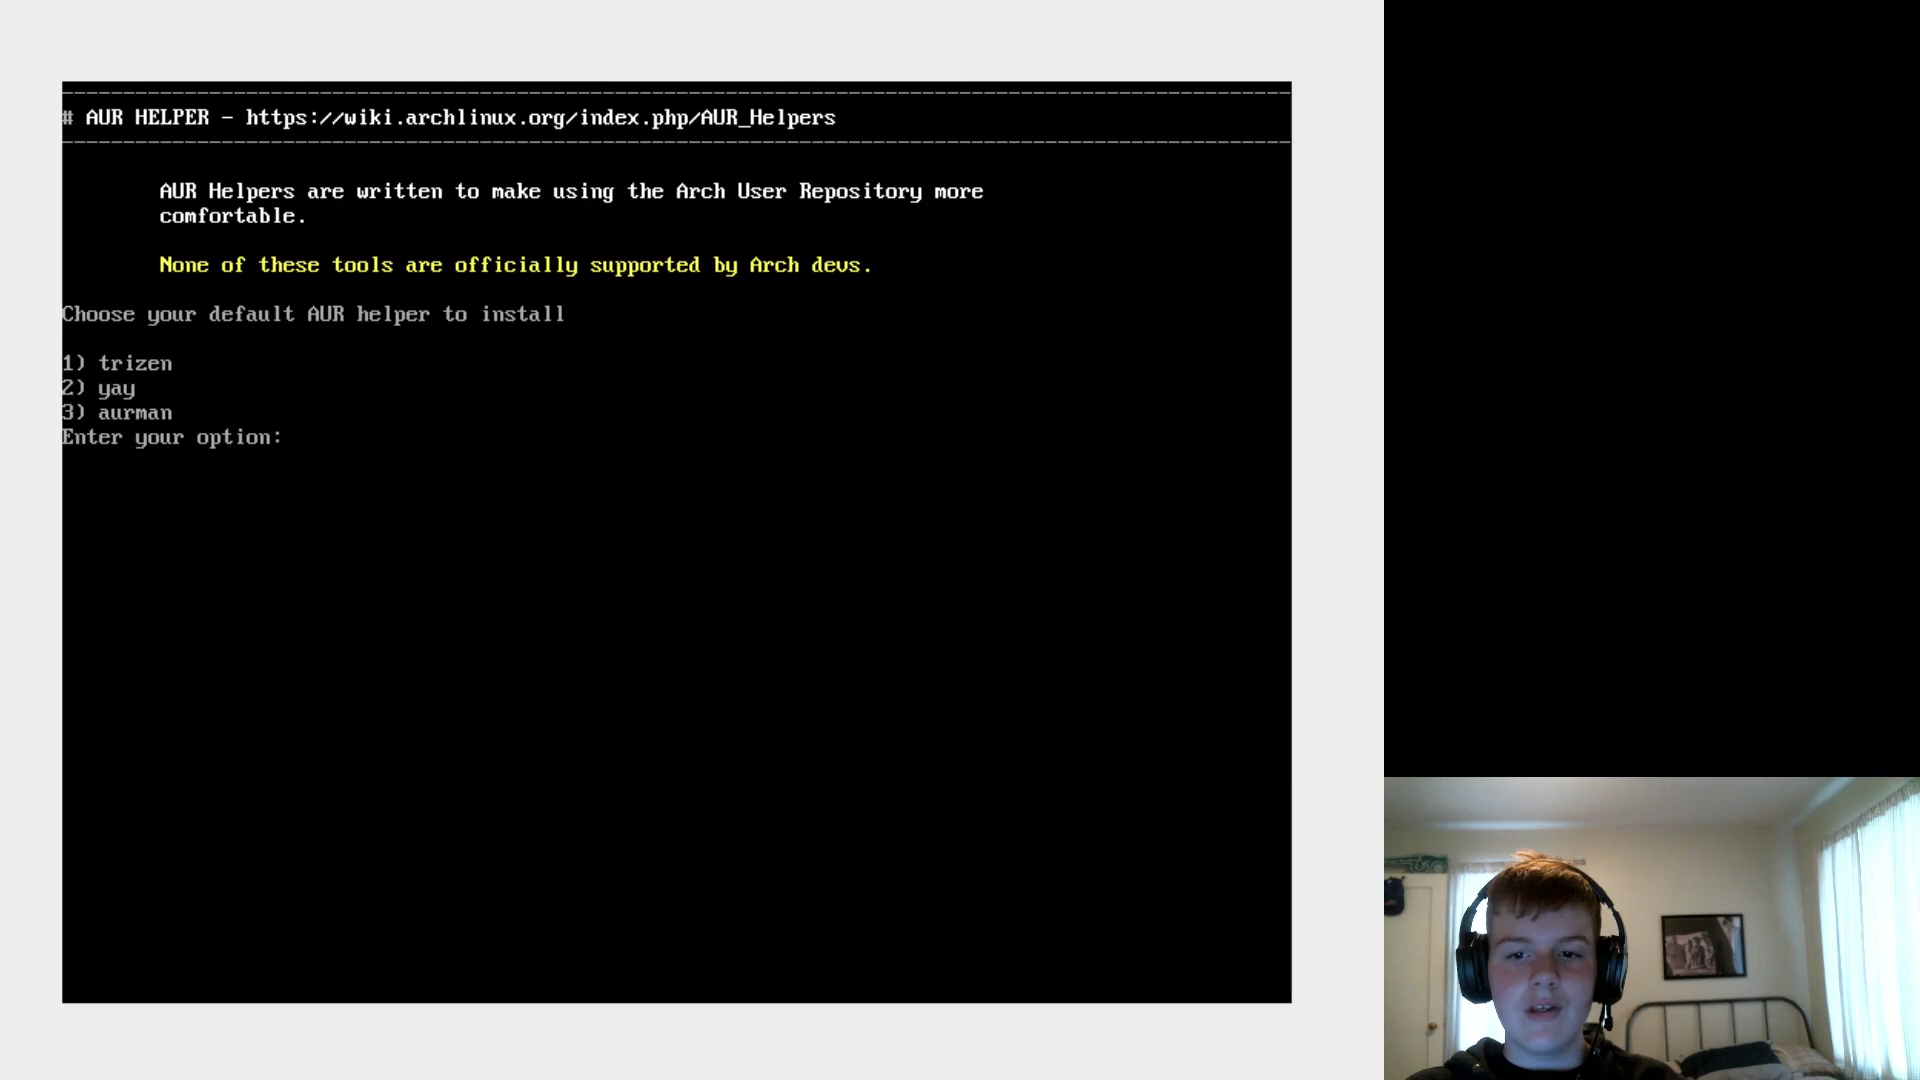 # AUR HELPER - https://wiki.archlinux.org/index.php/AUR_Helpers
AUR Helpers are written to make using the Arch User Repository more
comfortable.
None of these tools are officially supported by Arch devs.
Choose your default AUR helper to install
1) trizen
2) yay
3) aurman
Enter your option: